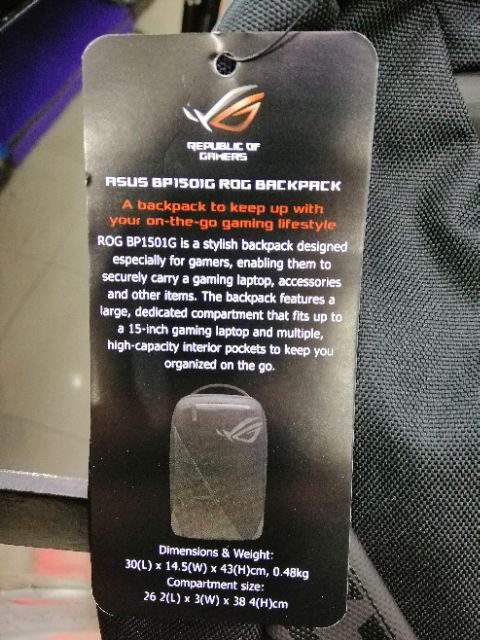 REPUBLIC OF
GAMERS
ASUS BP1501G ROG BACKPACK
A backpack to keep up with
your on-the-go gaming lifestyle
ROG BP1501G is a stylish backpack designed
especially for gamers, enabling them to
securely carry a gaming laptop, accessories
and other items. The backpack features a
large, dedicated compartment that fits up to
a 15-inch gaming laptop and multiple,
high-capacity interior pockets to keep you
organized on the go.
Dimensions & Weight:
30(L) x 14.5(W) x 43(H)cm, 0.48kg
Compartment size:
26 2(L) x 3(W) x 38 4(H)cm